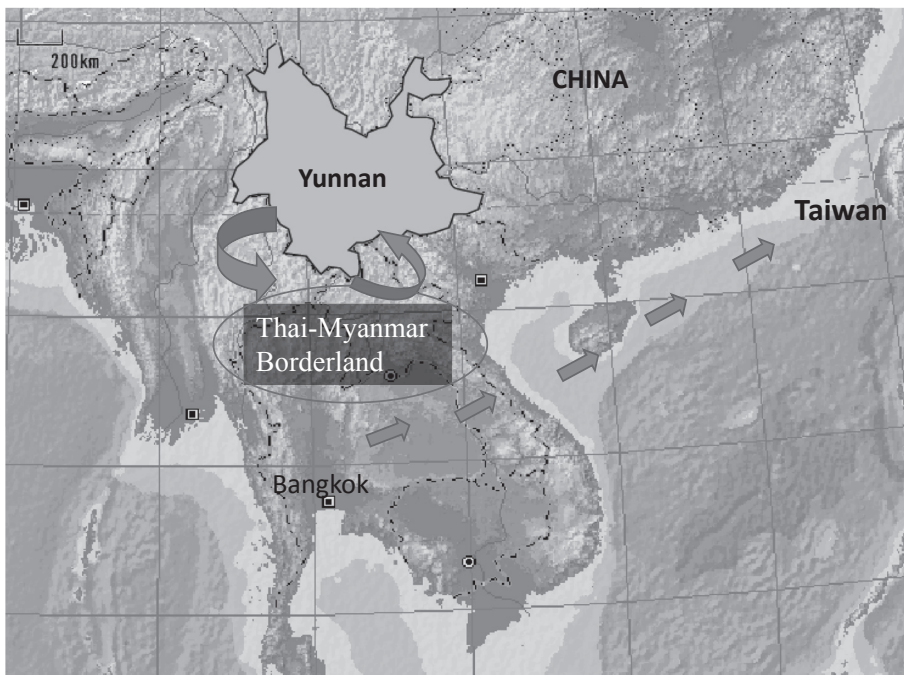 200km
CHINA
Yunnan
Taiwan
Thai-Myanmar
Borderland
Bangkok